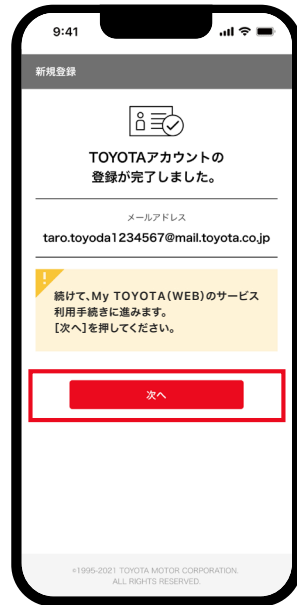 9:41
新規登録
TOYOTAアカウントの
登録が完了しました。
メールアドレス
taro.toyoda1234567@mail.toyota.co.jp
!
続けて、My TOYOTA(WEB)のサービス
利用手続きに進みます。
[次へ]を押してください。
次へ
©1995-2021 TOYOTA MOTOR CORPORATION.
ALL RIGHTS RESERVED.